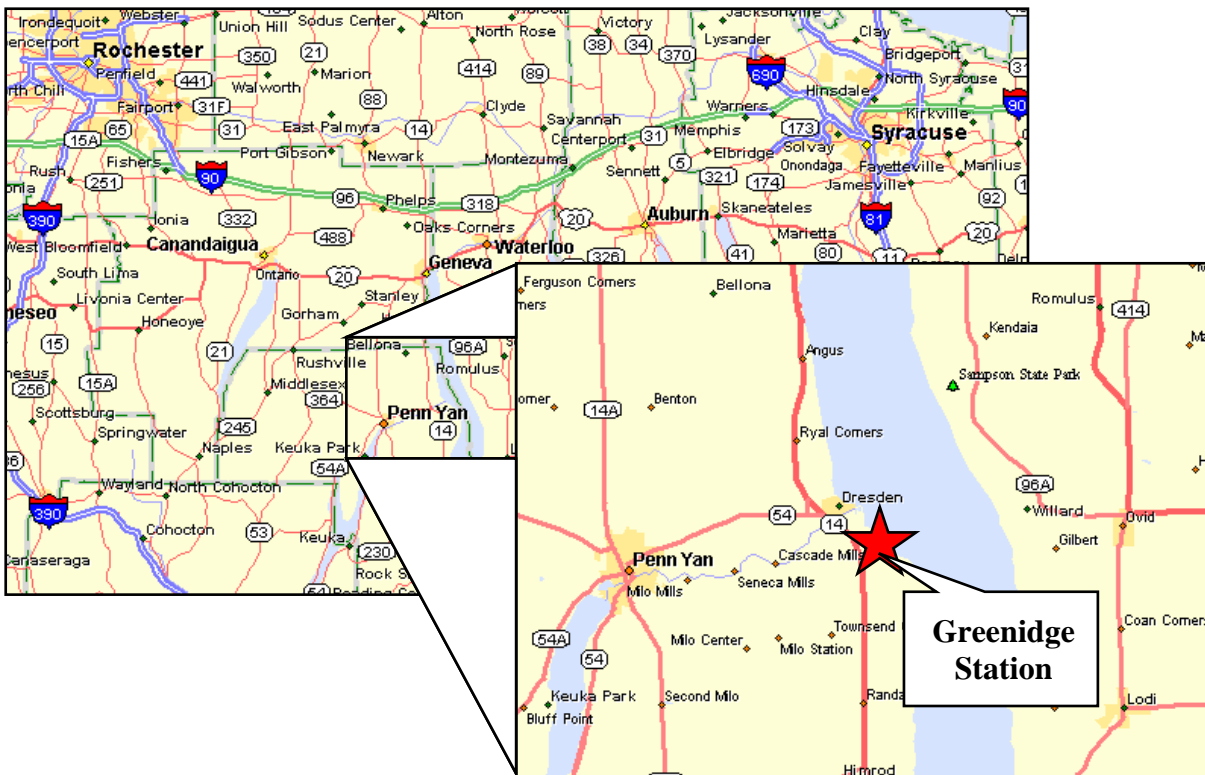 Irondequoit
Webster
Union Hill
Sodus Center
Alton
North Rose
Victory
Jacksonville
Lysander
Clay
Bridgeport
Rochester
Penfield
441
350
21
Marion
414
38
34
370
690
North Syracuse
Walworth
89
Hinsdale
90
Fairport
31F
88
Clyde
Warners
Kirkville
65
31
East Palmyra
14
Savannah
Memphis
173
Syracuse
15A
Port Gibson
Newark
Centerport
31
Solvay
Fishers
Montezuma
5
Elbridge
Onondaga
Fayetteville
Manlius
Rush
251
90
Sennett
321
174
Jamesville
96
Phelps
318
92
390
Ionia
332
20
Auburn
Skaneateles
81
488
Oaks Corners
Marietta
20
West Bloomfield
Canandaigua
Waterloo
326
41
80
11
South Lima
Ontario
20
Geneva
Livonia Center
Stanley
Honeoye
Gorham
15
21
Bellona
96A
Rushville
Romulus
256
15A
Middlesex
364
Scottsburg
Penn Yan
245
14
Springwater
Naples
Keuka Park
54A
Wayland
North Cohocton
390
53
Cohocton
Keuka
230
Canaseraga
54
Ferguson Corners
Bellona
Romulus
414
Kendaia
Angus
Sampson State Park
14A
Benton
Ryal Corners
96A
Dresden
54
14
Willard
Ovid
Gilbert
Penn Yan
Cascade Mills
Seneca Mills
Milo Mills
Townsend
Greenidge
Station
Coan Corners
54A
Milo Center
Milo Station
54
Keuka Park
Second Milo
Lodi
Bluff Point
Himrod